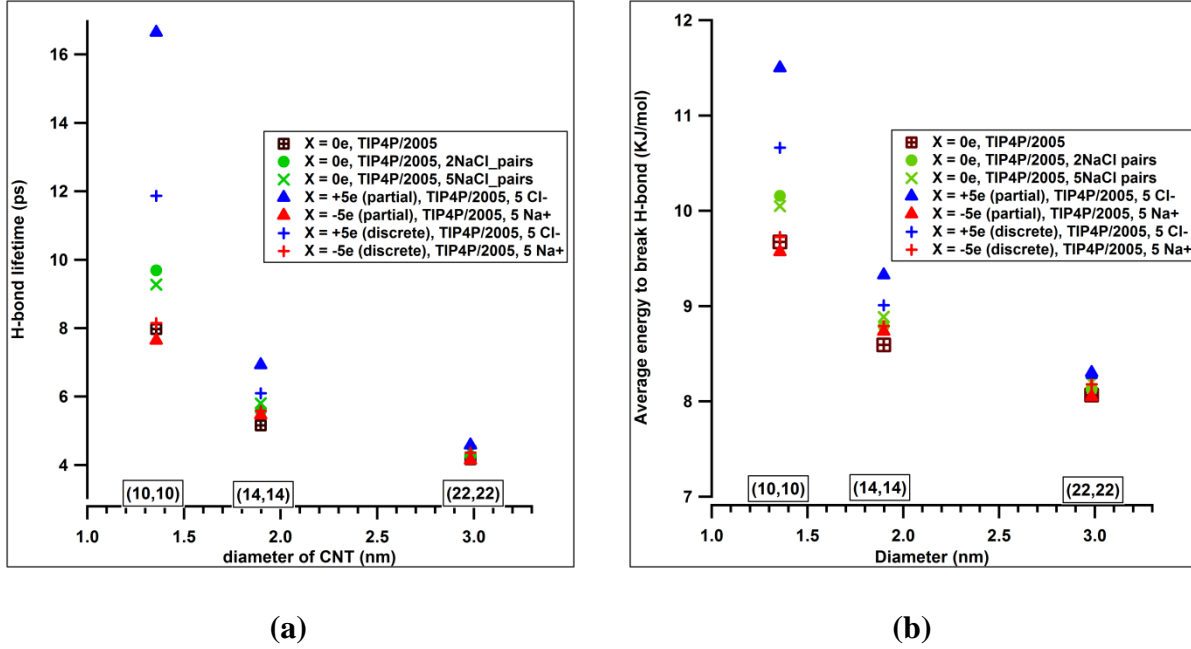 16
14
12
10
8
6
4
H-bond lifetime (ps)
X = 0e, TIP4P/2005
X = 0e, TIP4P/2005, 2NaCl_pairs
X = 0e, TIP4P/2005, 5NaCl_pairs
X = +5e (partial), TIP4P/2005, 5 Cl-
X = -5e (partial), TIP4P/2005, 5 Na+
X = +5e (discrete), TIP4P/2005, 5 Cl-
X = -5e (discrete), TIP4P/2005, 5 Na+
(10,10)
(14,14)
(22,22)
1.0 1.5 2.0 2.5 3.0
diameter of CNT (nm)
(a)
12
11
10
9
8
7
Average energy to break H-bond (KJ/mol)
X = 0e, TIP4P/2005
X = 0e, TIP4P/2005, 2NaCl pairs
X = 0e, TIP4P/2005, 5NaCl pairs
X = +5e (partial), TIP4P/2005, 5 Cl-
X = -5e (partial), TIP4P/2005, 5 Na+
X = +5e (discrete), TIP4P/2005, 5 Cl-
X = -5e (discrete), TIP4P/2005, 5 Na+
(10,10)
(14,14)
(22,22)
1.0 1.5 2.0 2.5 3.0
Diameter (nm)
(b)